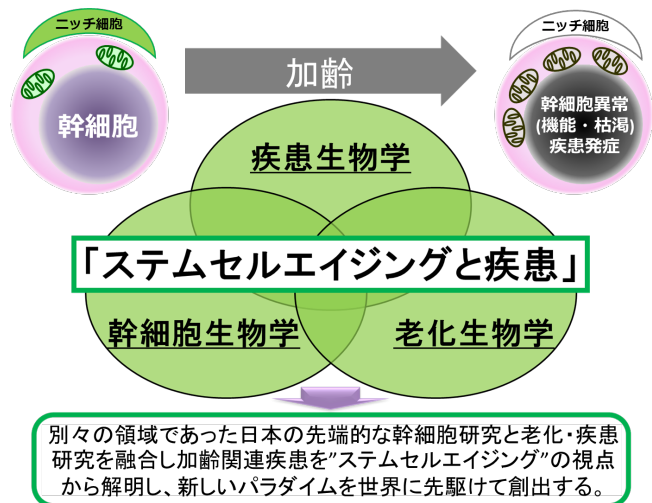 ニッチ細胞
幹細胞
加齢
ニッチ細胞
幹細胞異常
(機能・枯渇)
疾患発症
疾患生物学
「ステムセルエイジングと疾患」
幹細胞生物学
老化生物学
別々の領域であった日本の先端的な幹細胞研究と老化・疾患
研究を融合し加齢関連疾患を"ステムセルエイジング"の視点
から解明し、新しいパラダイムを世界に先駆けて創出する。